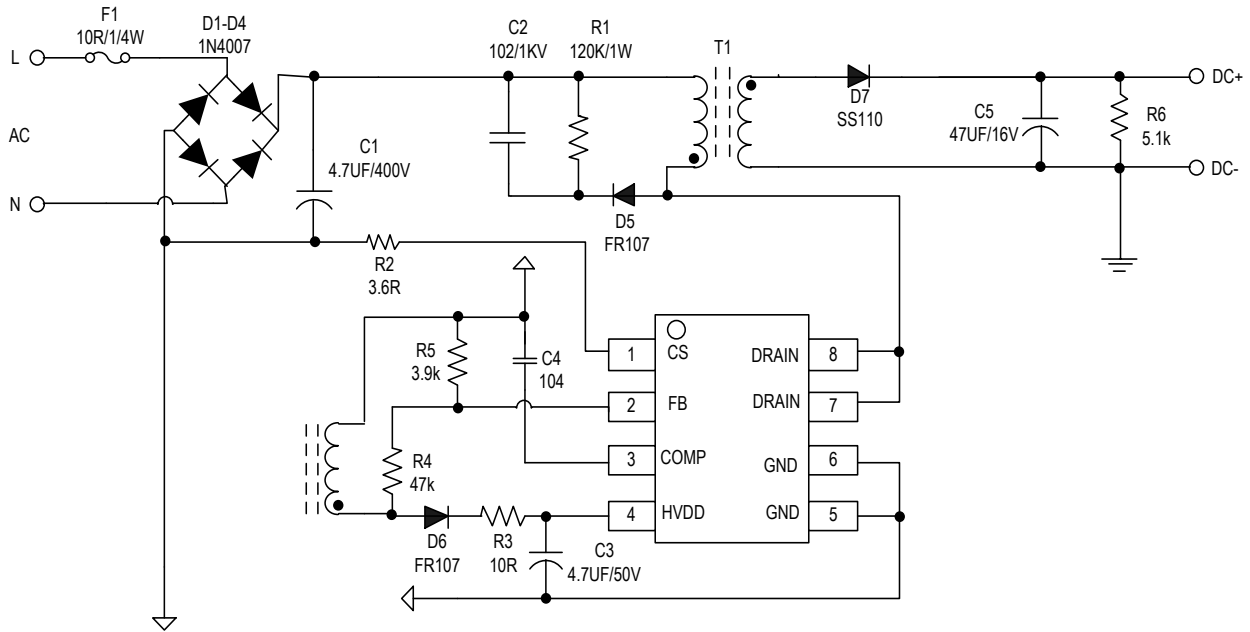 F1
10R/1/4W
D1-D4
1N4007
C2
102/1KV
R1
120K/1W
T1
L
AC
N
C1
4.7UF/400V
D5
FR107
D7
SS110
C5
47UF/16V
R6
5.1k
DC+
DC-
R2
3.6R
R5
3.9k
C4
104
R4
47k
D6
FR107
R3
10R
C3
4.7UF/50V
1 CS DRAIN 8
2 FB DRAIN 7
3 COMP GND 6
4 HVDD GND 5